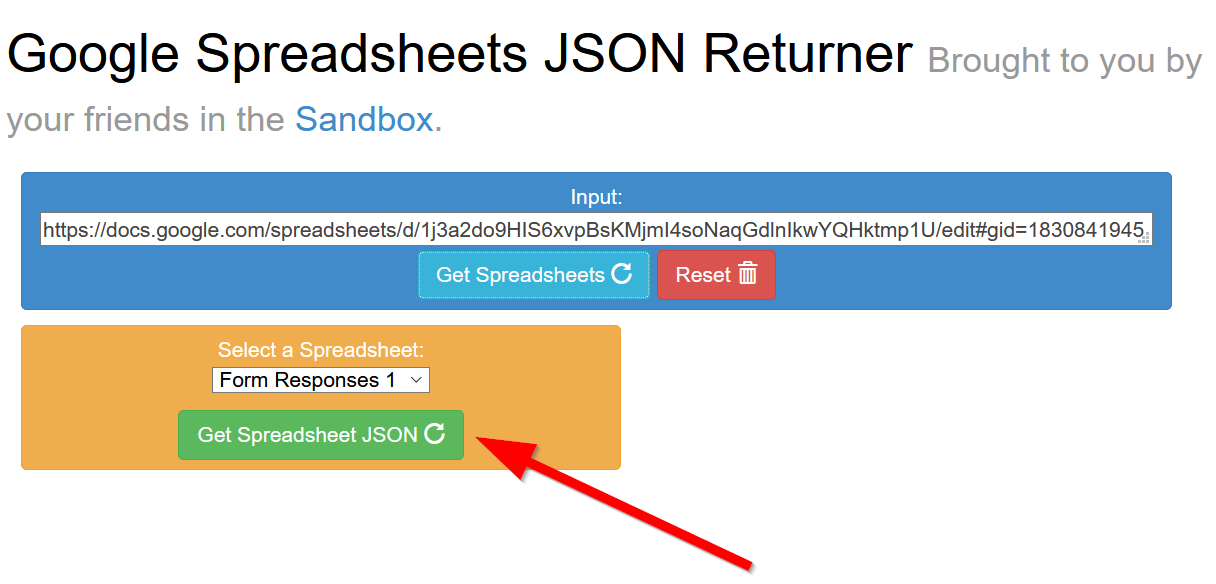 Google Spreadsheets JSON Returner Brought to you by
your friends in the Sandbox.
Input:
https://docs.google.com/spreadsheets/d/1j3a2do9HIS6xvpBsKMjmI4soNaqGdlnIkwYQHktmp1U/edit#gid=1830841945
Get Spreadsheets
Reset
Select a Spreadsheet:
Form Responses 1
Get Spreadsheet JSON